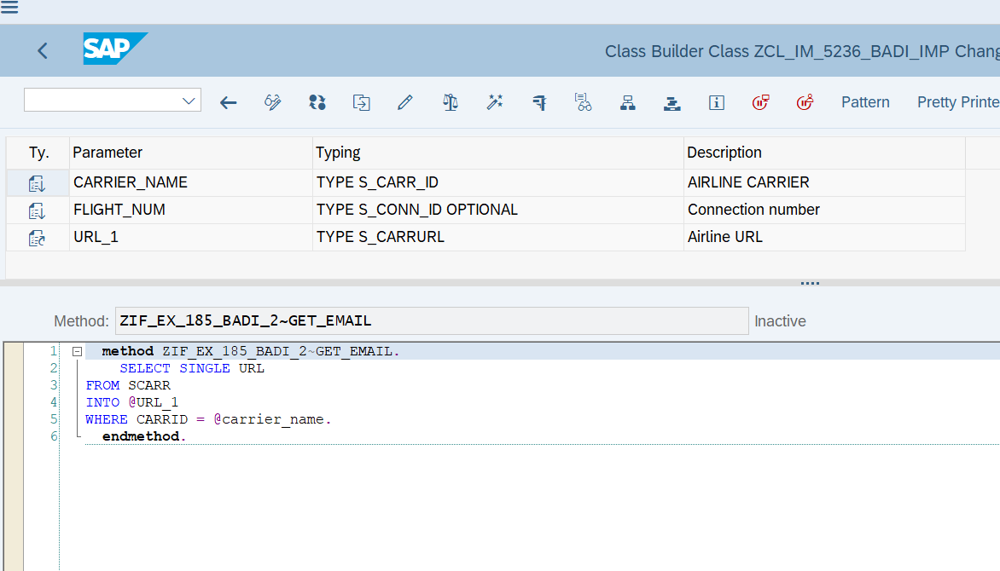 SAP
Class Builder Class ZCL_IM_5236_BADI_IMP Chang
Pattern Pretty Printe
Ty. Parameter Typing Description
CARRIER_NAME TYPE S_CARR_ID AIRLINE CARRIER
FLIGHT_NUM TYPE S_CONN_ID OPTIONAL Connection number
URL_1 TYPE S_CARRURL Airline URL
Method: ZIF_EX_185_BADI_2~GET_EMAIL Inactive
1 method ZIF_EX_185_BADI_2~GET_EMAIL.
2 SELECT SINGLE URL
3 FROM SCARR
4 INTO @URL_1
5 WHERE CARRID = @carrier_name.
6 endmethod.